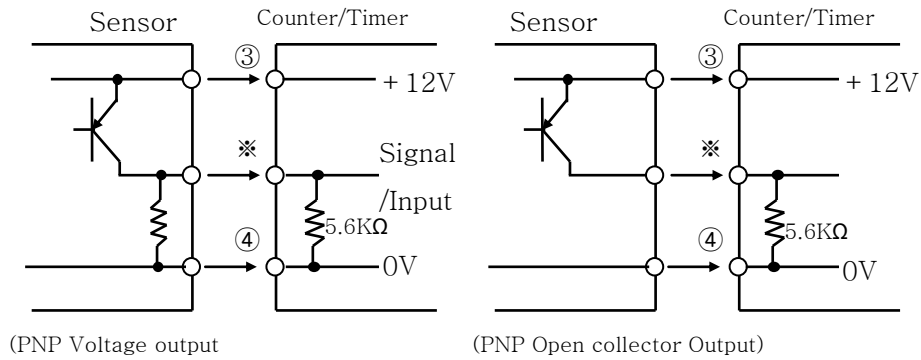 Sensor
Counter/Timer
③
+12V
※
Signal
/Input
5.6KΩ
④
0V
(PNP Voltage output
Sensor
Counter/Timer
③
+12V
※
5.6KΩ
④
0V
(PNP Open collector Output)